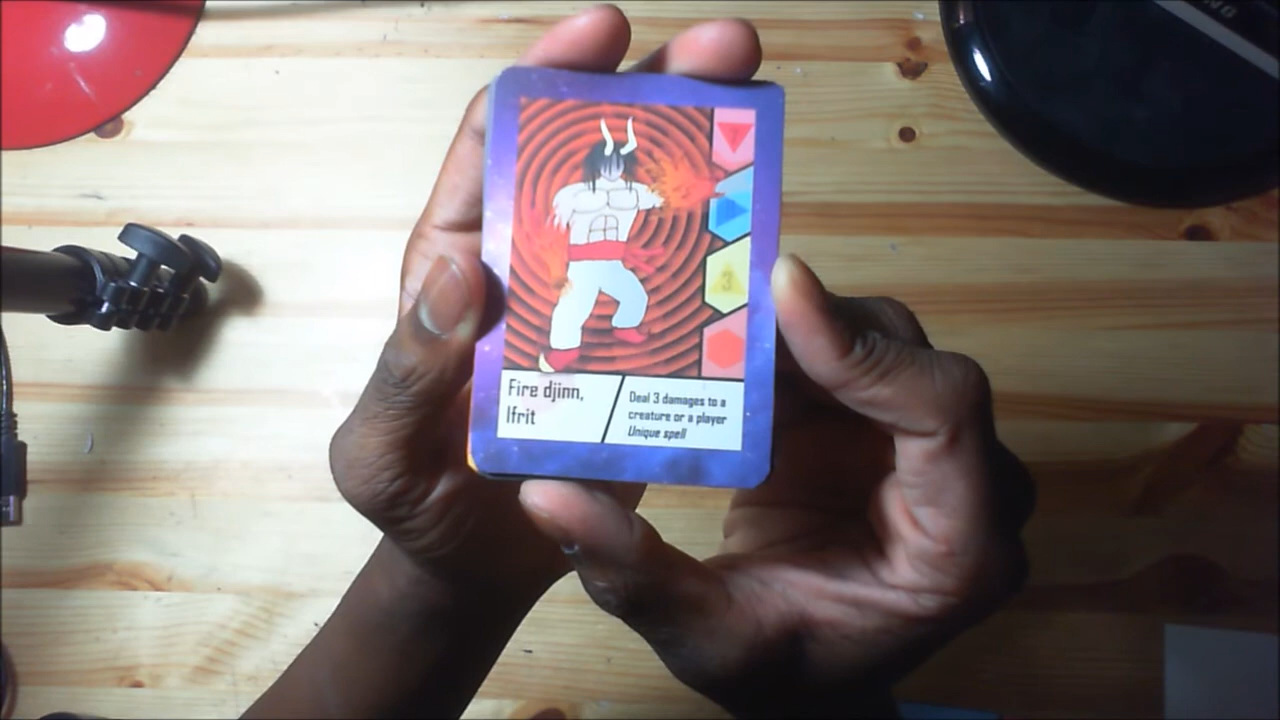 3
Fire djinn,
Ifrit
Deal 3 damages to a
creature or a player
Unique spell